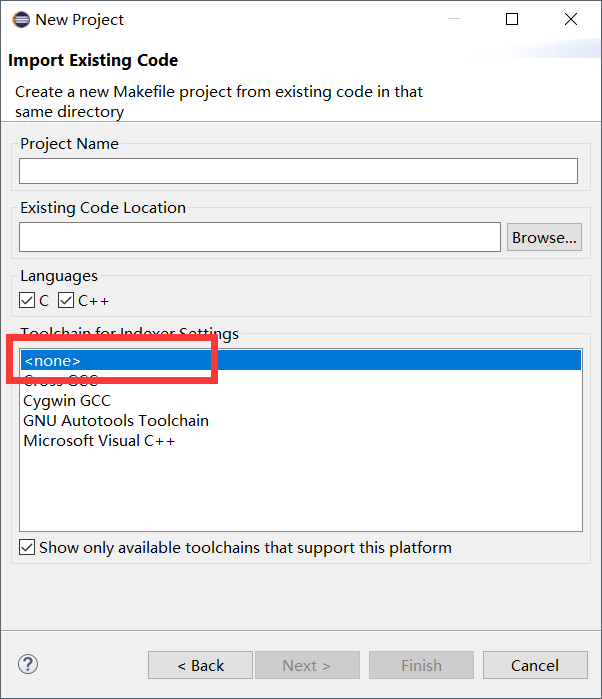 New Project
Import Existing Code
Create a new Makefile project from existing code in that
same directory
Project Name
Existing Code Location
Browse...
Languages
C C++
Toolchain for Indexer Settings
<none>
Cross GCC
Cygwin GCC
GNU Autotools Toolchain
Microsoft Visual C++
Show only available toolchains that support this platform
? < Back Next > Finish Cancel